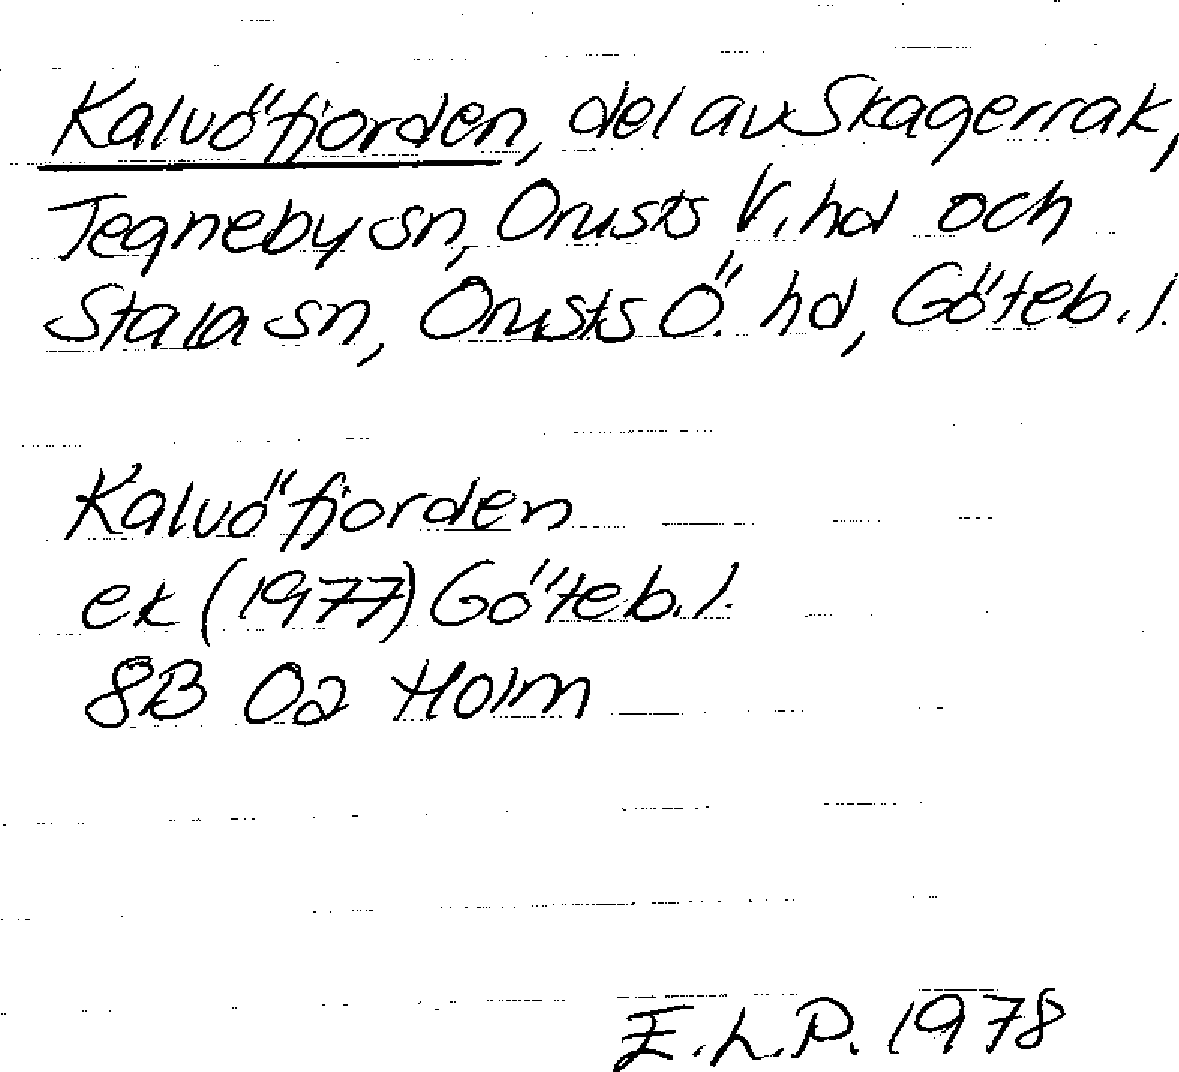 Kalvöfjorden, del av Skagerrak,
Tegneby sn, Orusts V. hd och
Stala sn, Orusts Ö. hd, Göteb. l.
Kalvöfjorden
ek (1977) Göteb. l.
8B 0a Holm
E.L.P. 1978